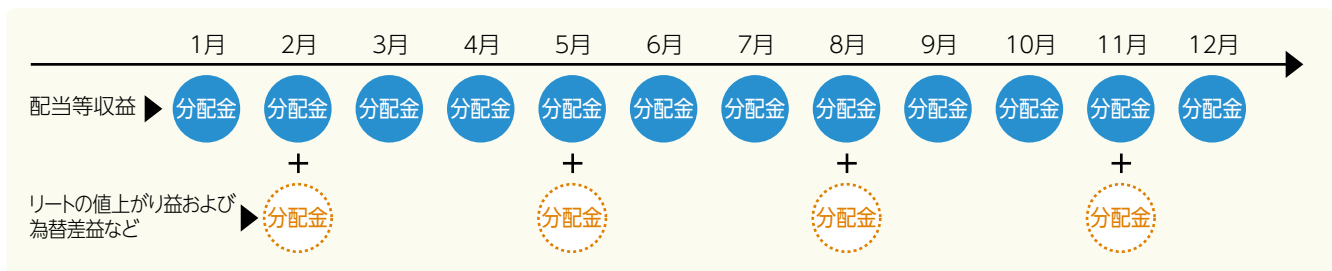 1月 2月 3月 4月 5月 6月 7月 8月 9月 10月 11月 12月
配当等収益 分配金 分配金 分配金 分配金 分配金 分配金 分配金 分配金 分配金 分配金 分配金 分配金
+ + + +
リートの値上がり益および
為替差益など
分配金 分配金 分配金 分配金